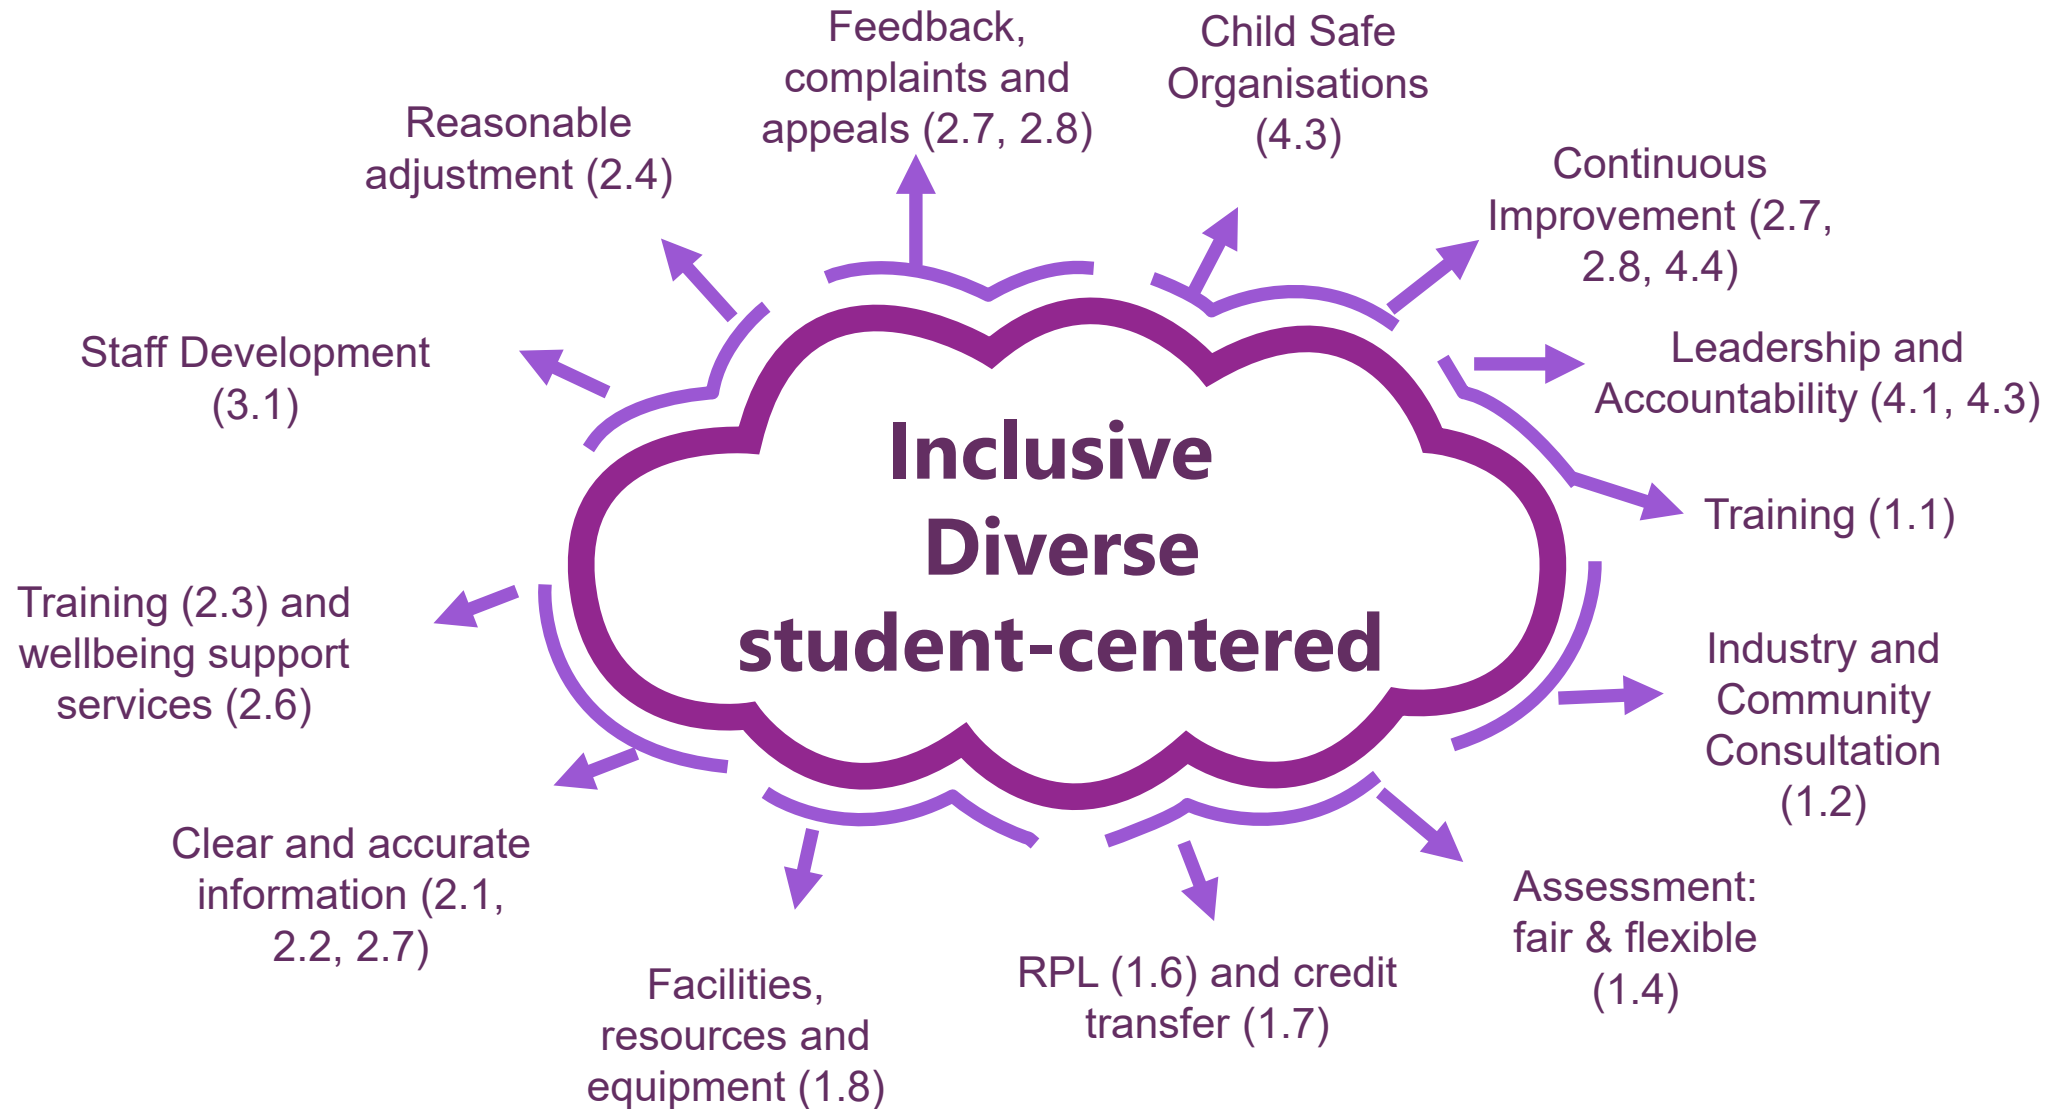 Feedback,
complaints and
appeals (2.7, 2.8)
Child Safe
Organisations
(4.3)
Reasonable
adjustment (2.4)
Continuous
Improvement (2.7,
2.8, 4.4)
Staff Development
(3.1)
Leadership and
Accountability (4.1, 4.3)
Inclusive
Diverse
student-centered
Training (1.1)
Training (2.3) and
wellbeing support
services (2.6)
Industry and
Community
Consultation
(1.2)
Clear and accurate
information (2.1,
2.2, 2.7)
Facilities,
resources and
equipment (1.8)
RPL (1.6) and credit
transfer (1.7)
Assessment:
fair & flexible
(1.4)